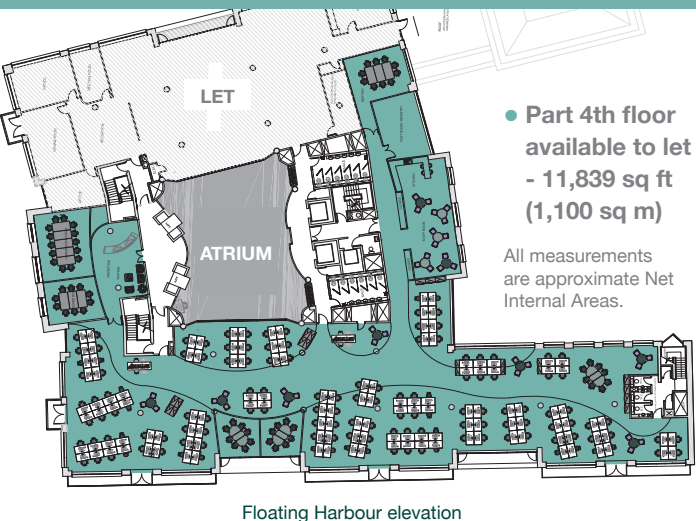 LET
ATRIUM
Part 4th floor
available to let
- 11,839 sq ft
(1,100 sq m)
All measurements
are approximate Net
Internal Areas.
Floating Harbour elevation